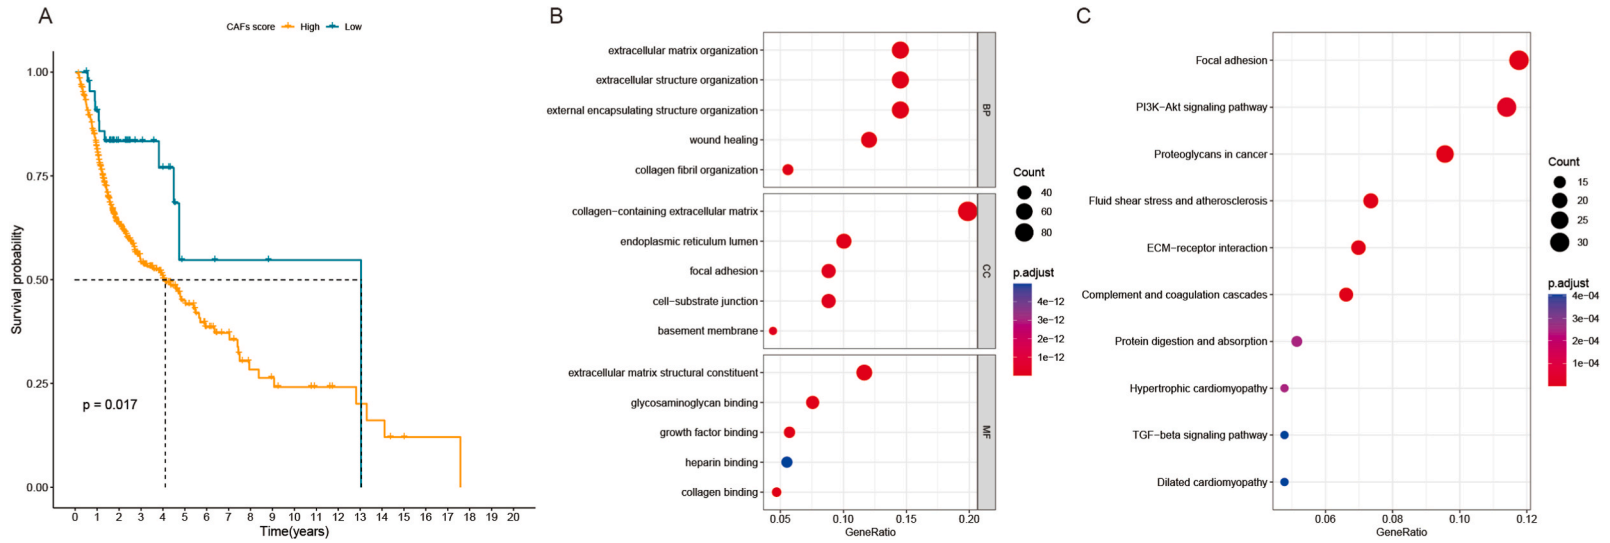 A
CAFs score High Low
Survival probability
1.00
0.75
0.50
0.25
0.00
p = 0.017
0 1 2 3 4 5 6 7 8 9 10 11 12 13 14 15 16 17 18 19 20
Time(years)
B
extracellular matrix organization
extracellular structure organization
external encapsulating structure organization
wound healing
collagen fibril organization
BP
collagen−containing extracellular matrix
endoplasmic reticulum lumen
focal adhesion
cell−substrate junction
basement membrane
CC
extracellular matrix structural constituent
glycosaminoglycan binding
growth factor binding
heparin binding
collagen binding
MF
0.05 0.10 0.15 0.20
GeneRatio
Count
40
60
80
p.adjust
4e−12
3e−12
2e−12
1e−12
C
Focal adhesion
PI3K−Akt signaling pathway
Proteoglycans in cancer
Fluid shear stress and atherosclerosis
ECM−receptor interaction
Complement and coagulation cascades
Protein digestion and absorption
Hypertrophic cardiomyopathy
TGF−beta signaling pathway
Dilated cardiomyopathy
0.06 0.08 0.10 0.12
GeneRatio
Count
15
20
25
30
p.adjust
4e−04
3e−04
2e−04
1e−04